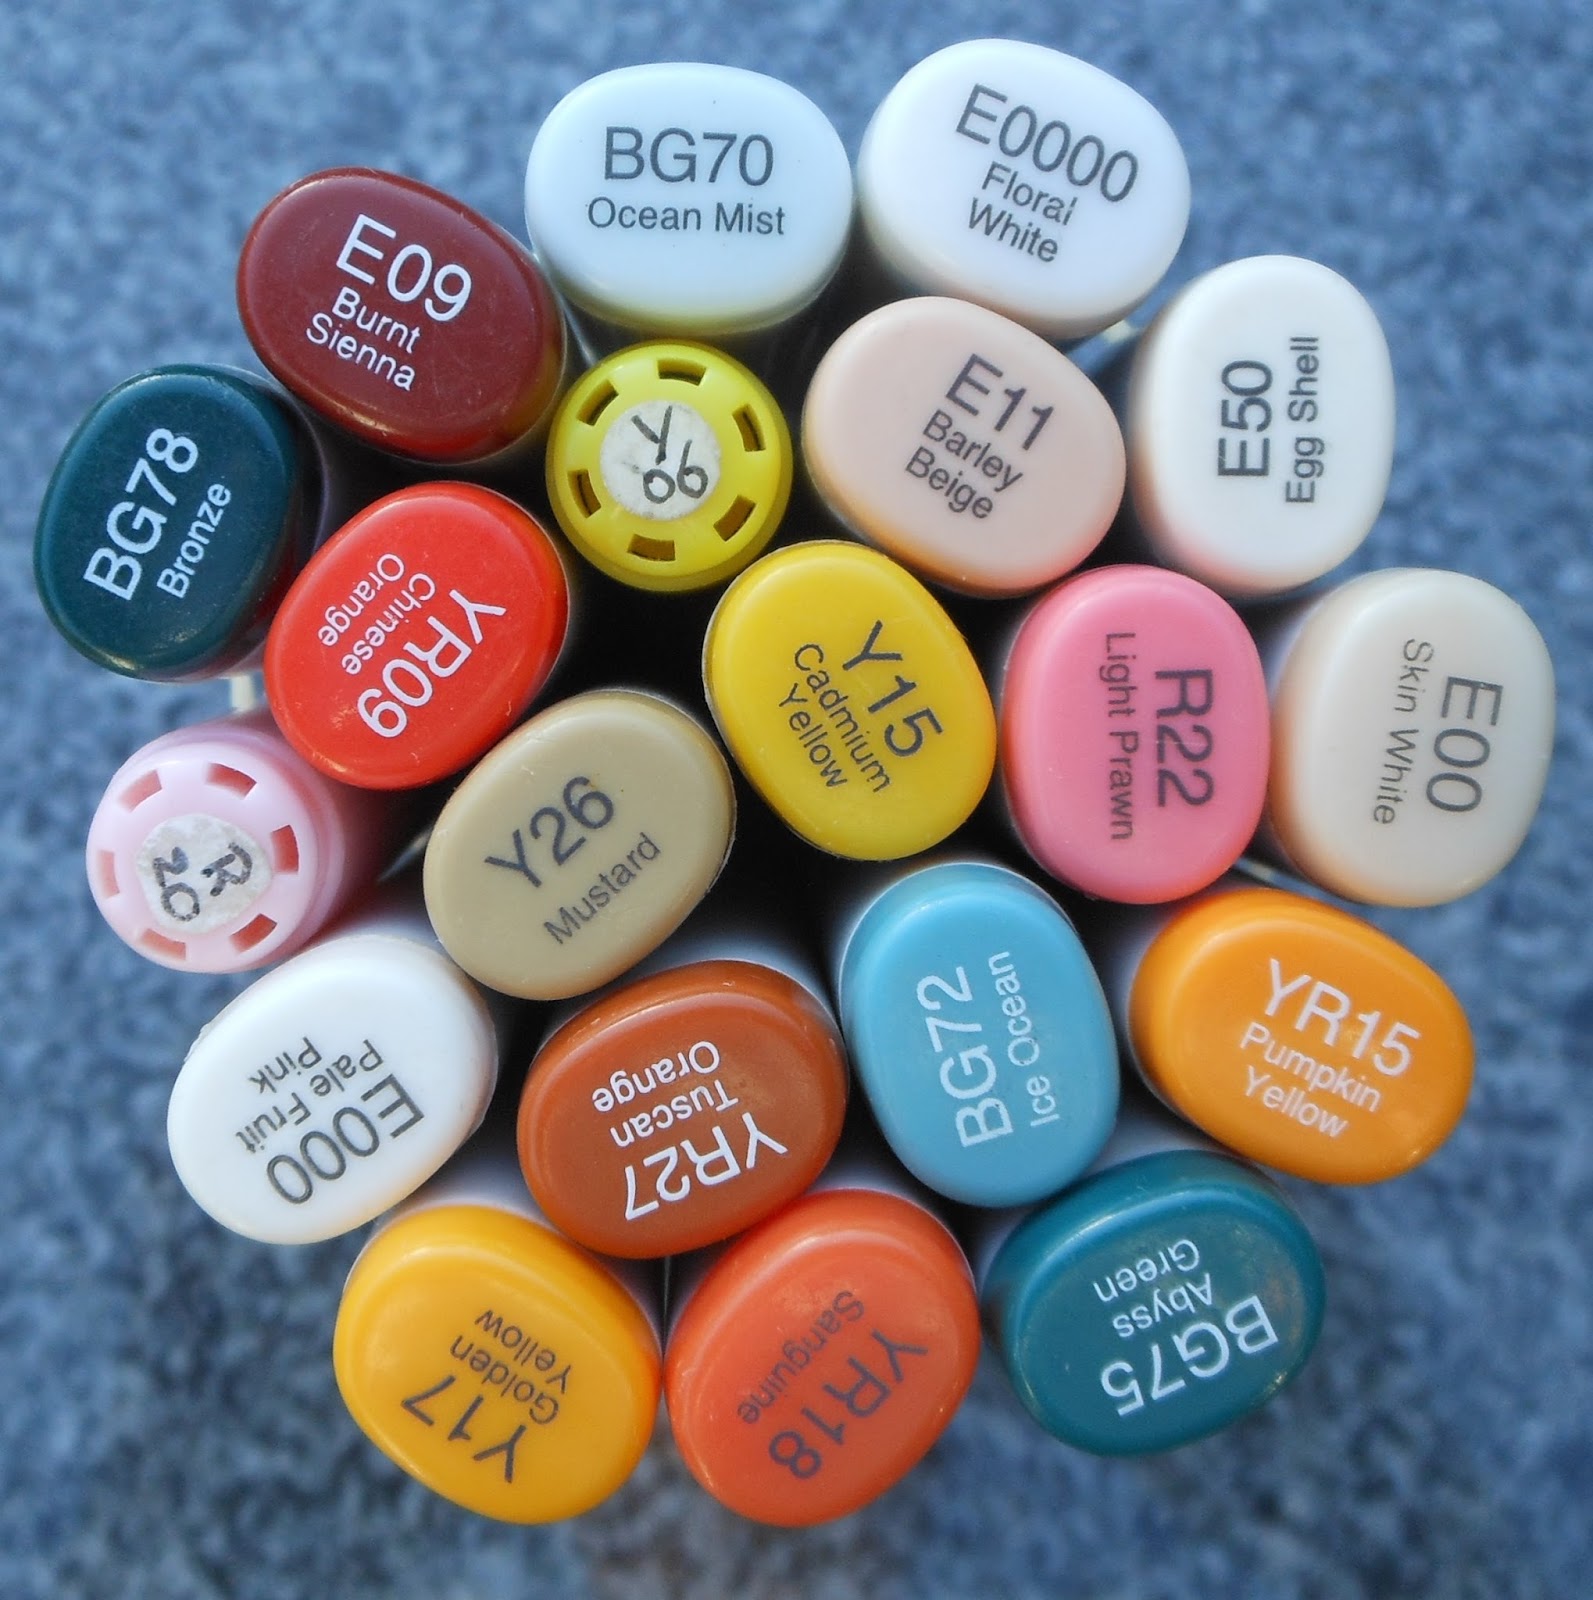 BG70
Ocean Mist
E0000
Floral
White
E09
Burnt
Sienna
Y
06
E11
Barley
Beige
E50
Egg Shell
BG78
Bronze
YR09
Chinese
Orange
Y15
Cadmium
Yellow
R22
Light Prawn
E00
Skin White
R
20
Y26
Mustard
E000
Pale Fruit
Pink
YR27
Tuscan
Orange
BG72
Ice Ocean
YR15
Pumpkin
Yellow
Y17
Golden
Yellow
YR18
Sanguine
BG75
Abyss
Green